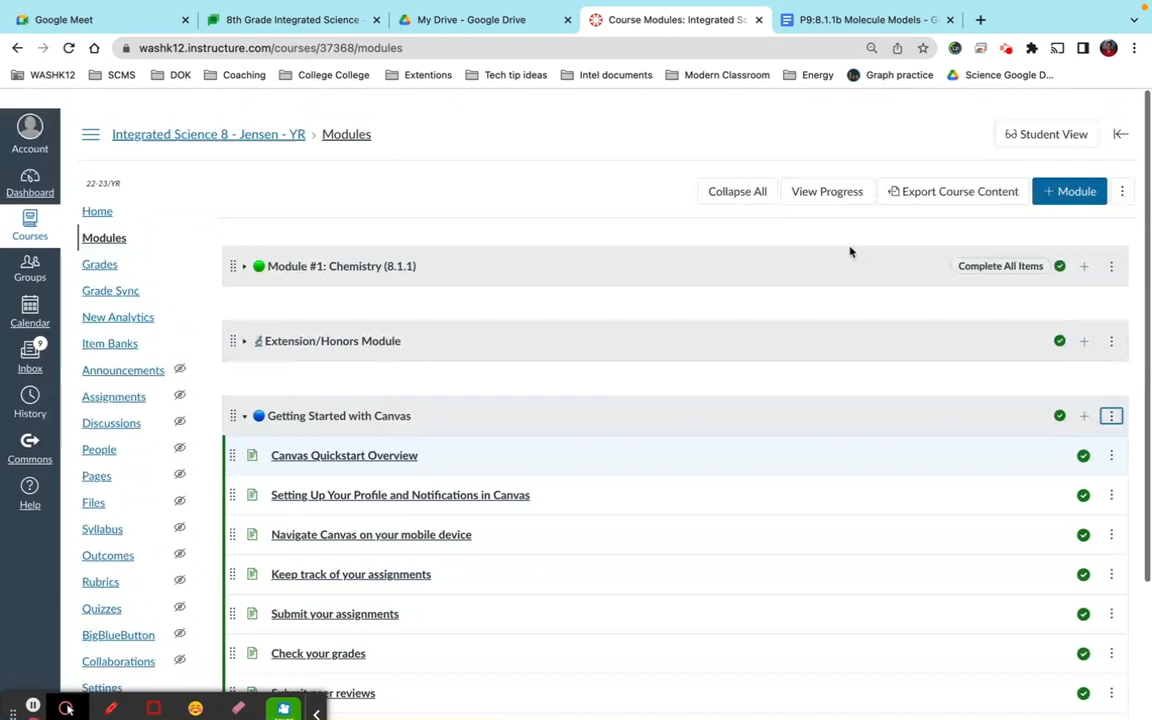 Google Meet
8th Grade Integrated Science -
My Drive - Google Drive
Course Modules: Integrated Sc
P9:8.1.1b Molecule Models - G
washk12.instructure.com/courses/37368/modules
WASHK12
SCMS
DOK
Coaching
College College
Extentions
Tech tip ideas
Intel documents
Modern Classroom
Energy
Graph practice
Science Google D...
Account
Dashboard
Courses
Groups
Calendar
9
Inbox
History
Commons
Help
Integrated Science 8 - Jensen - YR › Modules
Student View
22-23/YR
Home
Modules
Grades
Grade Sync
New Analytics
Item Banks
Announcements
Assignments
Discussions
People
Pages
Files
Syllabus
Outcomes
Rubrics
Quizzes
BigBlueButton
Collaborations
Settings
Collapse All
View Progress
Export Course Content
+ Module
Module #1: Chemistry (8.1.1)
Complete All Items
Extension/Honors Module
Getting Started with Canvas
Canvas Quickstart Overview
Setting Up Your Profile and Notifications in Canvas
Navigate Canvas on your mobile device
Keep track of your assignments
Submit your assignments
Check your grades
reviews